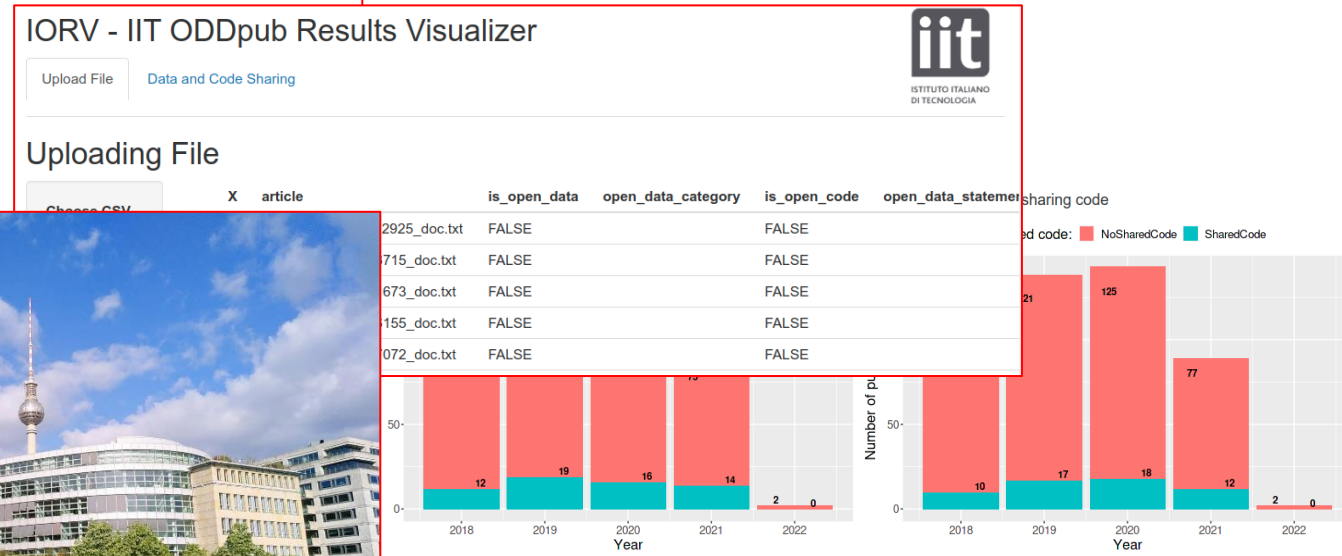 IORV - IIT ODDpub Results Visualizer
iit
ISTITUTO ITALIANO
DI TECNOLOGIA
Upload File Data and Code Sharing
Uploading File
X article is_open_data open_data_category is_open_code open_data_statemen
2925_doc.txt FALSE FALSE
715_doc.txt FALSE FALSE
673_doc.txt FALSE FALSE
155_doc.txt FALSE FALSE
7072_doc.txt FALSE FALSE
sharing code
ed code: NoSharedCode SharedCode
50
0
12 19 16 14 2 0
2018 2019 2020 2021 2022
Year
Number of pu
50
0
21 125 77
10 17 18 12 2 0
2018 2019 2020 2021 2022
Year